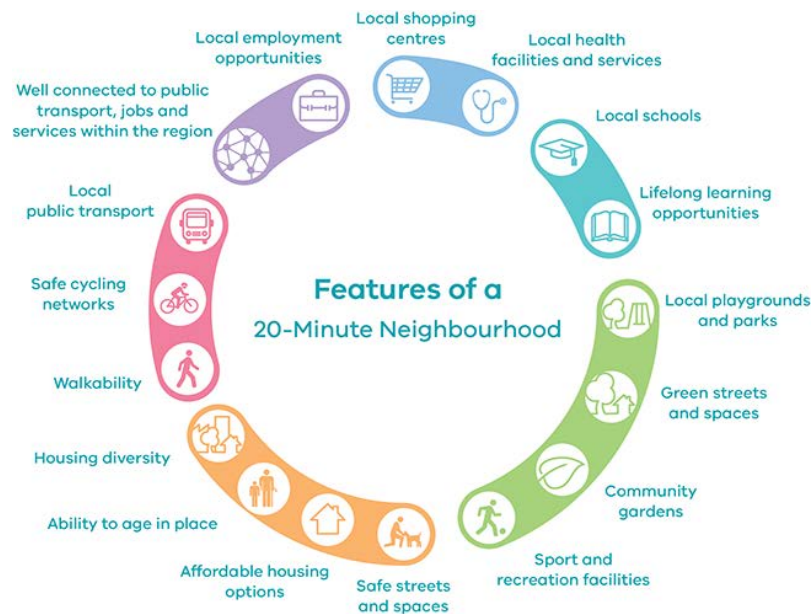 Local shopping
centres
Local health
facilities and services
Local schools
Lifelong learning
opportunities
Local playgrounds
and parks
Green streets
and spaces
Community
gardens
Sport and
recreation facilities
Safe streets
and spaces
Affordable housing
options
Ability to age in place
Housing diversity
Walkability
Safe cycling
networks
Local
public transport
Well connected to public
transport, jobs and
services within the region
Local employment
opportunities
Features of a
20-Minute Neighbourhood